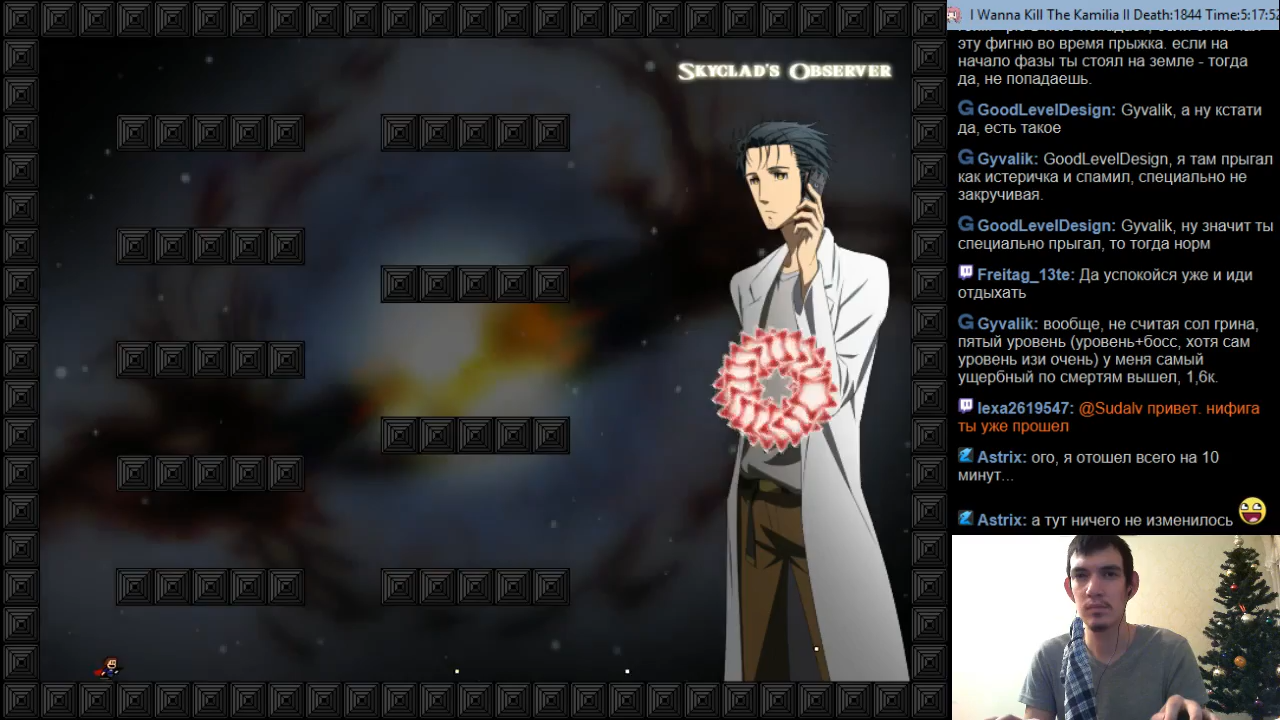 I Wanna Kill The Kamilia II Death:1844 Time:5:17:52
SKYCLAD'S OBSERVER
эту фигню во время прыжка. если на
начало фазы ты стоял на земле - тогда
да, не попадаешь.
GoodLevelDesign: Gyvalik, а ну кстати
да, есть такое
Gyvalik: GoodLevelDesign, я там прыгал
как истеричка и спамил, специально не
закручивая.
GoodLevelDesign: Gyvalik, ну значит ты
специально прыгал, то тогда норм
Freitag_13te: Да успокойся уже и иди
отдыхать
Gyvalik: вообще, не считая сол грина,
пятый уровень (уровень+босс, хотя сам
уровень изи очень) у меня самый
ущербный по смертям вышел, 1,6к.
lexa2619547: @Sudalv привет. нифига
ты уже прошел
Astrix: ого, я отошел всего на 10
минут...
Astrix: а тут ничего не изменилось